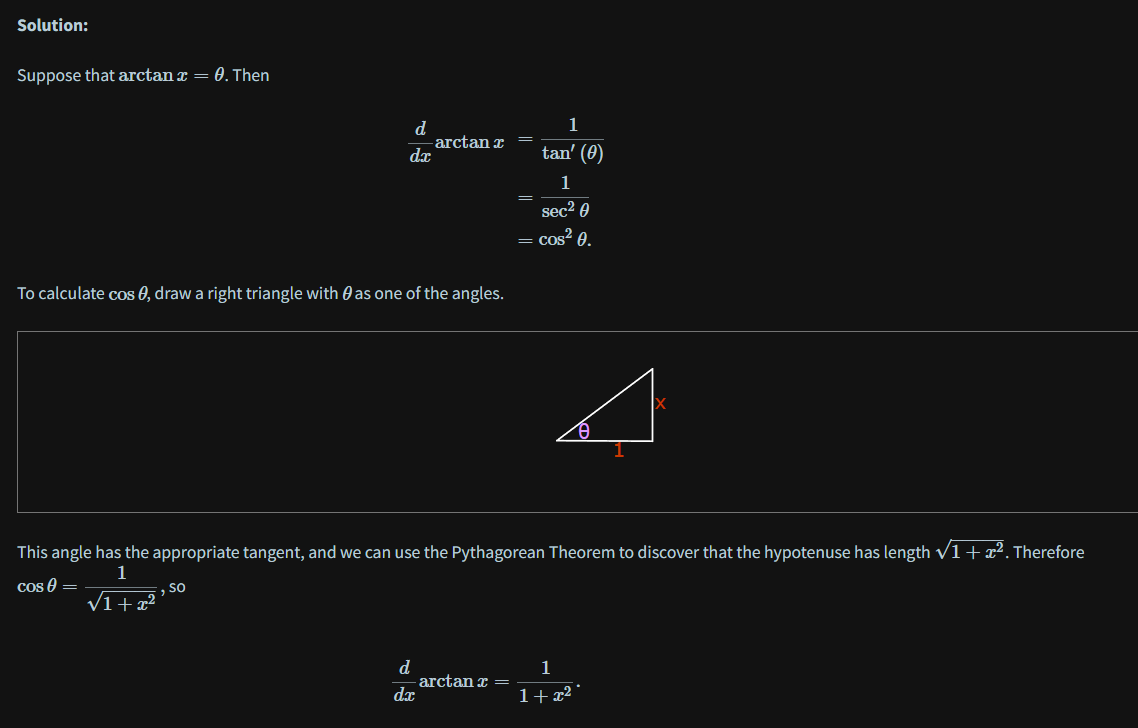 Solution:
Suppose that arctan x = θ. Then
d/dx arctan x = 1/tan′ (θ)
= 1/sec² θ
= cos² θ.
To calculate cos θ, draw a right triangle with θ as one of the angles.
x
θ
1
This angle has the appropriate tangent, and we can use the Pythagorean Theorem to discover that the hypotenuse has length √(1 + x²). Therefore
cos θ = 1/√(1 + x²), so
d/dx arctan x = 1/(1 + x²).